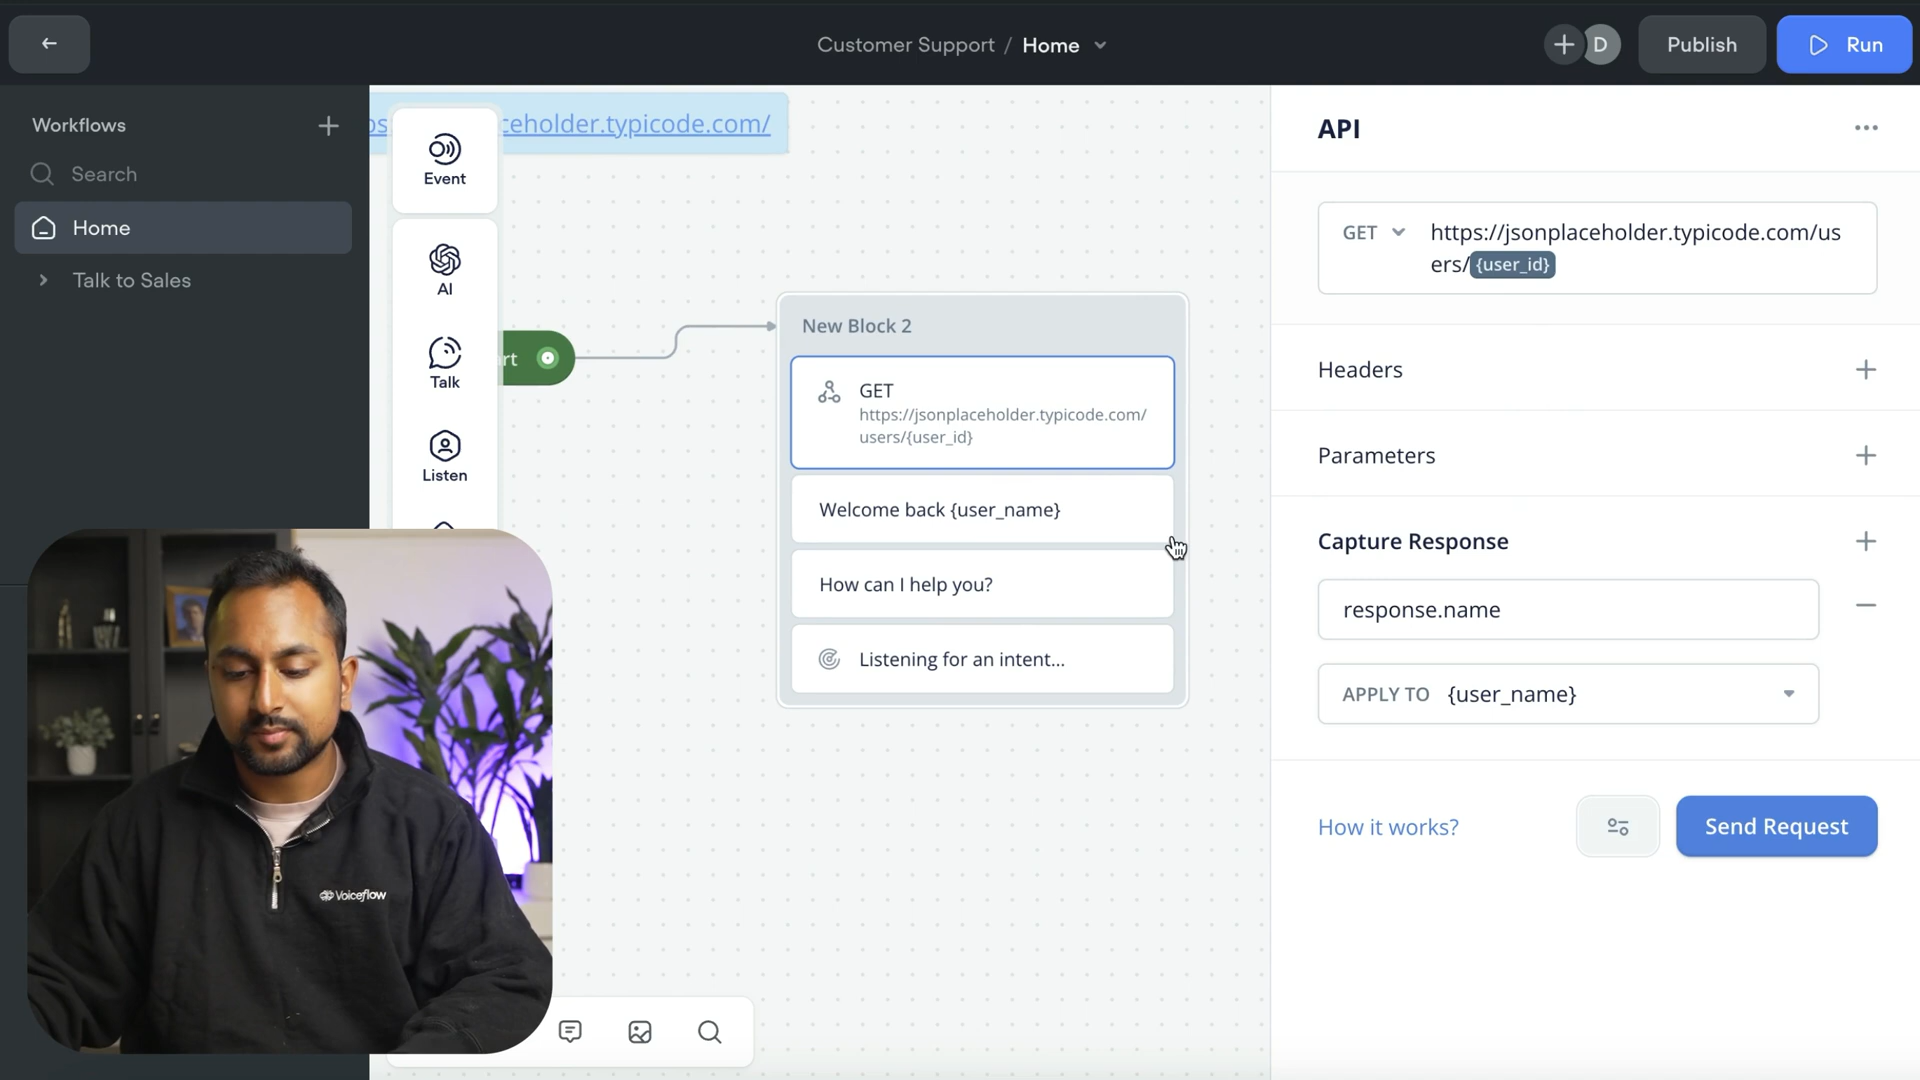 Customer Support / Home
D
Publish
Run
Workflows
Search
Home
Talk to Sales
ceholder.typicode.com/
Event
AI
Talk
Listen
New Block 2
GET
https://jsonplaceholder.typicode.com/
users/{user_id}
Welcome back {user_name}
How can I help you?
Listening for an intent...
API
GET
https://jsonplaceholder.typicode.com/us
ers/{user_id}
Headers
Parameters
Capture Response
response.name
APPLY TO {user_name}
How it works?
Send Request
Voiceflow